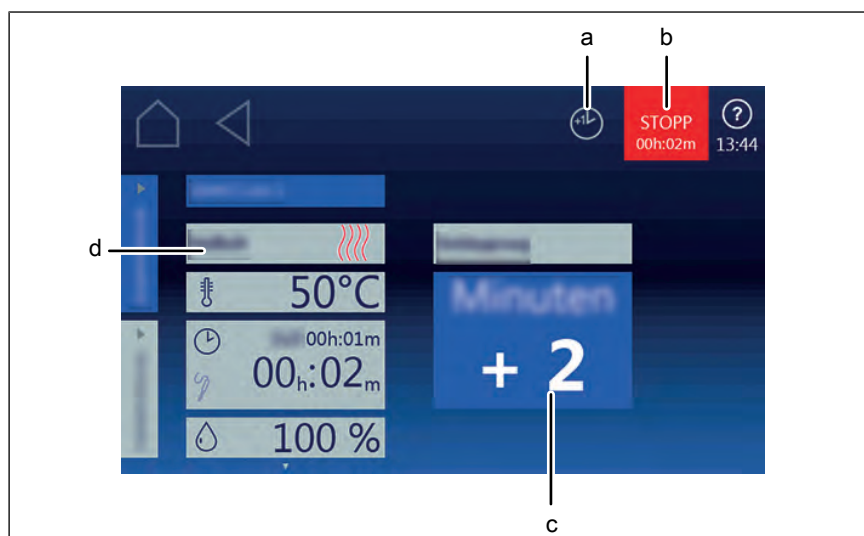 a
b
+1
STOPP
00h:02m
?
13:44
d
50°C
00h:01m
00h:02m
Minuten
+ 2
100 %
c